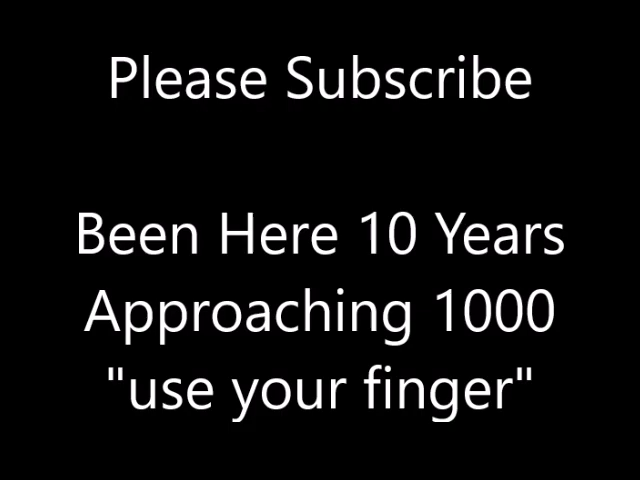 Please Subscribe
Been Here 10 Years
Approaching 1000
"use your finger"